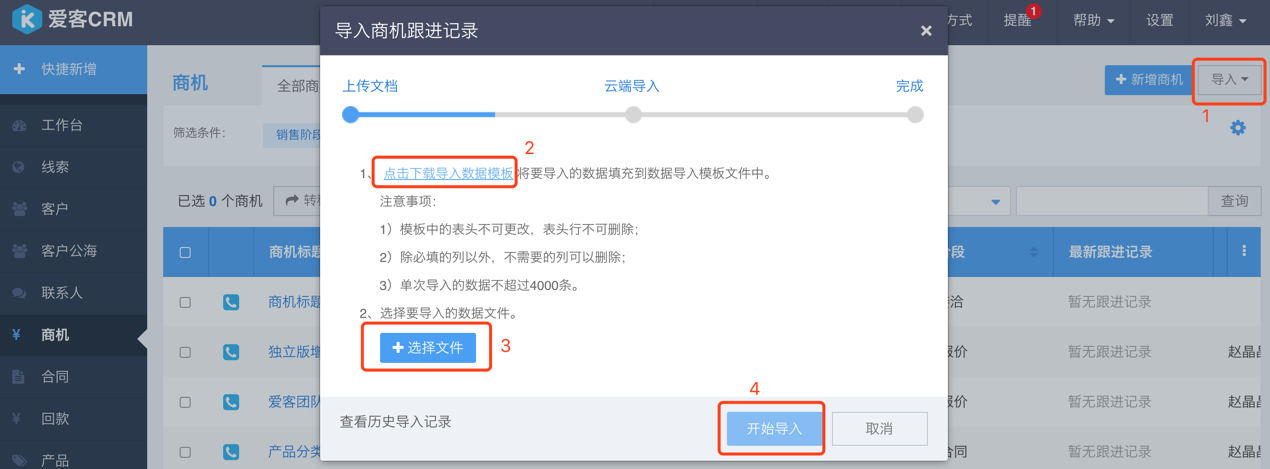 爱客CRM
导入商机跟进记录
×
方式
提醒
1
帮助
设置
刘鑫
快捷新增
商机
全部商
上传文档
云端导入
完成
新增商机
导入
1
工作台
筛选条件:
销售阶段
2
线索
1、点击下载导入数据模板 将要导入的数据填充到数据导入模板文件中。
客户
已选 0 个商机
注意事项:
查询
1）模板中的表头不可更改，表头行不可删除;
客户公海
商机标题
2）除必填的列以外，不需要的列可以删除;
阶段
最新跟进记录
3）单次导入的数据不超过4000条。
联系人
商机标题
暂无跟进记录
2、选择要导入的数据文件。
商机
独立版增
选择文件
3
报价
暂无跟进记录
赵晶晶
合同
4
爱客团队
报价
暂无跟进记录
赵晶晶
回款
查看历史导入记录
开始导入
取消
产品分类
合同
暂无跟进记录
赵晶晶
产品